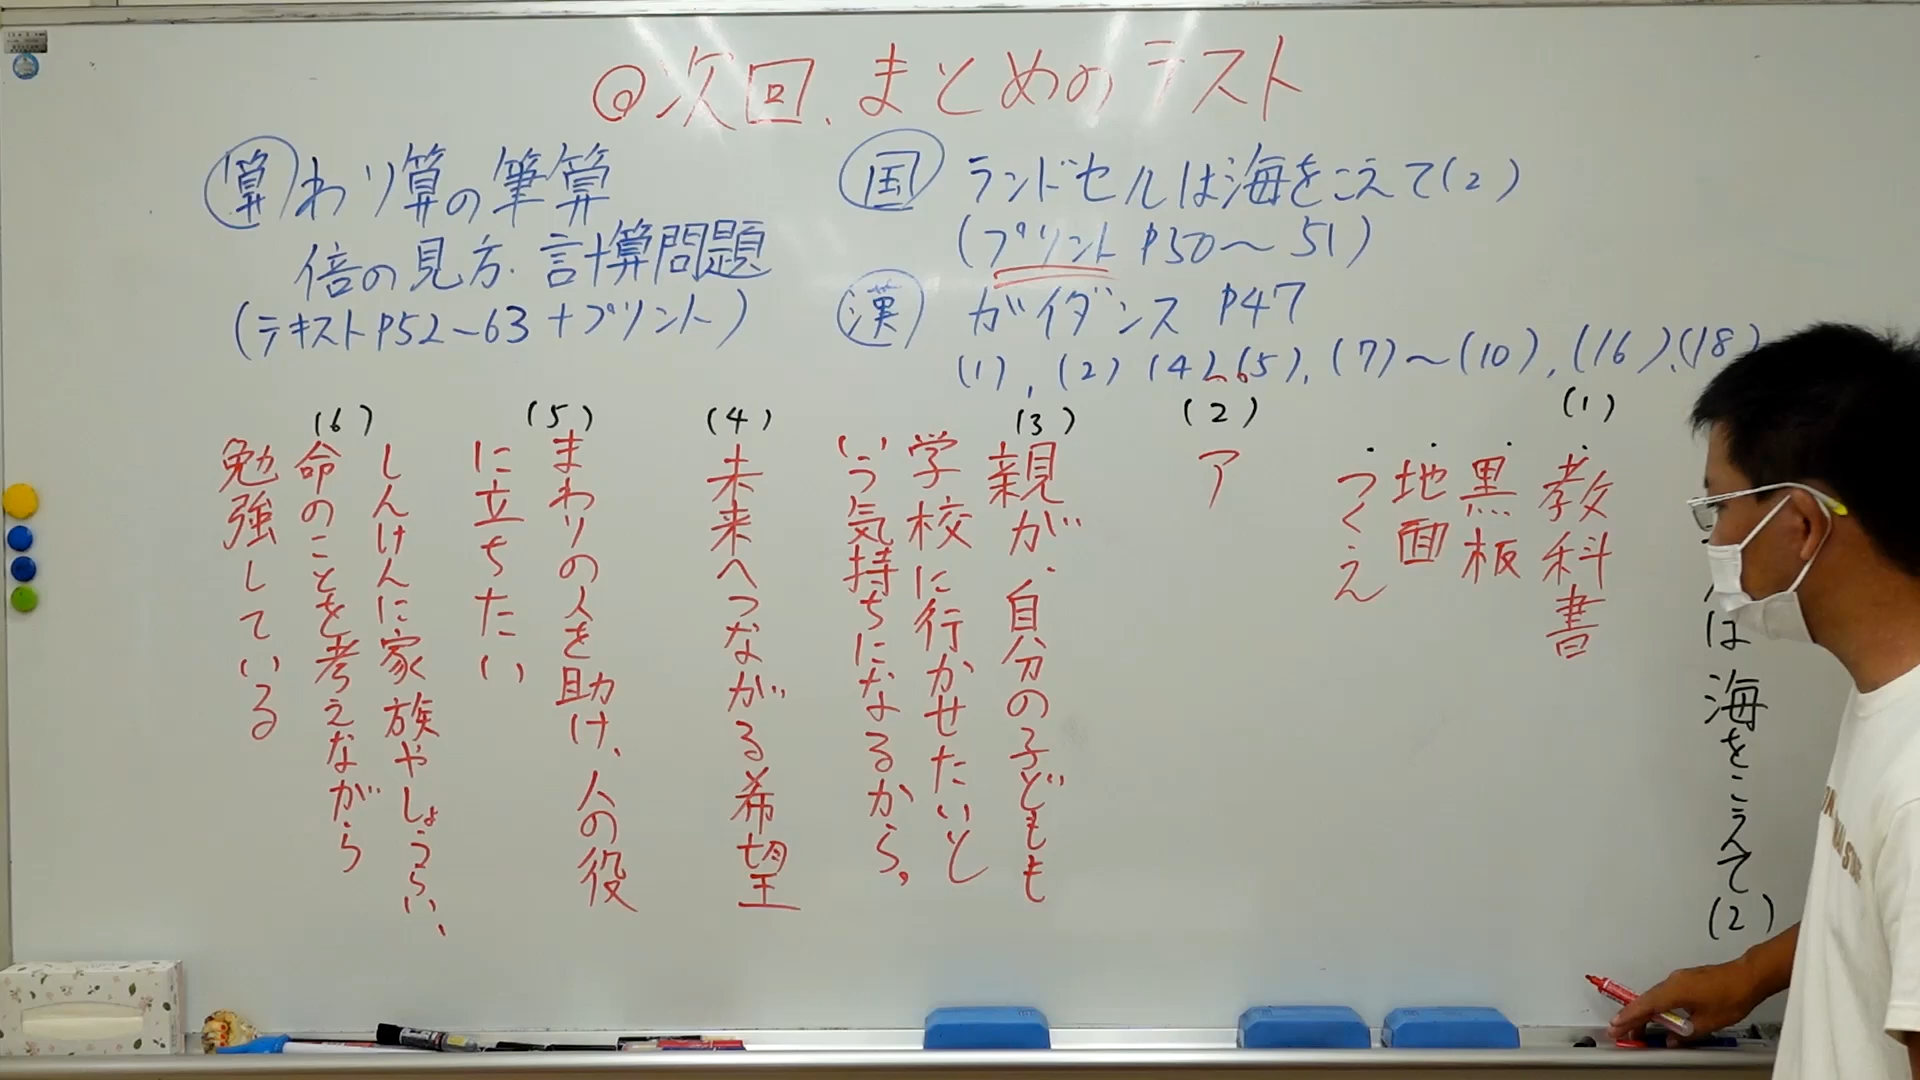 ◎次回、まとめのテスト
算 わり算の筆算
倍の見方、計算問題
(テキストP52~63+プリント)
国 ランドセルは海をこえて(2)
(プリントP50~51)
漢 ガイダンス P47
(1),(2)(4)(5),(7)~(10),(16),(18)
は海をこえて(2)
(1)
・教科書
・黒板
・地面
・つくえ
(2)
ア
(3)
親が、自分の子どもも
学校に行かせたいと
いう気持ちになるから。
(4)
未来へつながる希望
(5)
まわりの人を助け、人の役
に立ちたい
(6)
しんけんに家族やしょうらい、
命のことを考えながら
勉強している